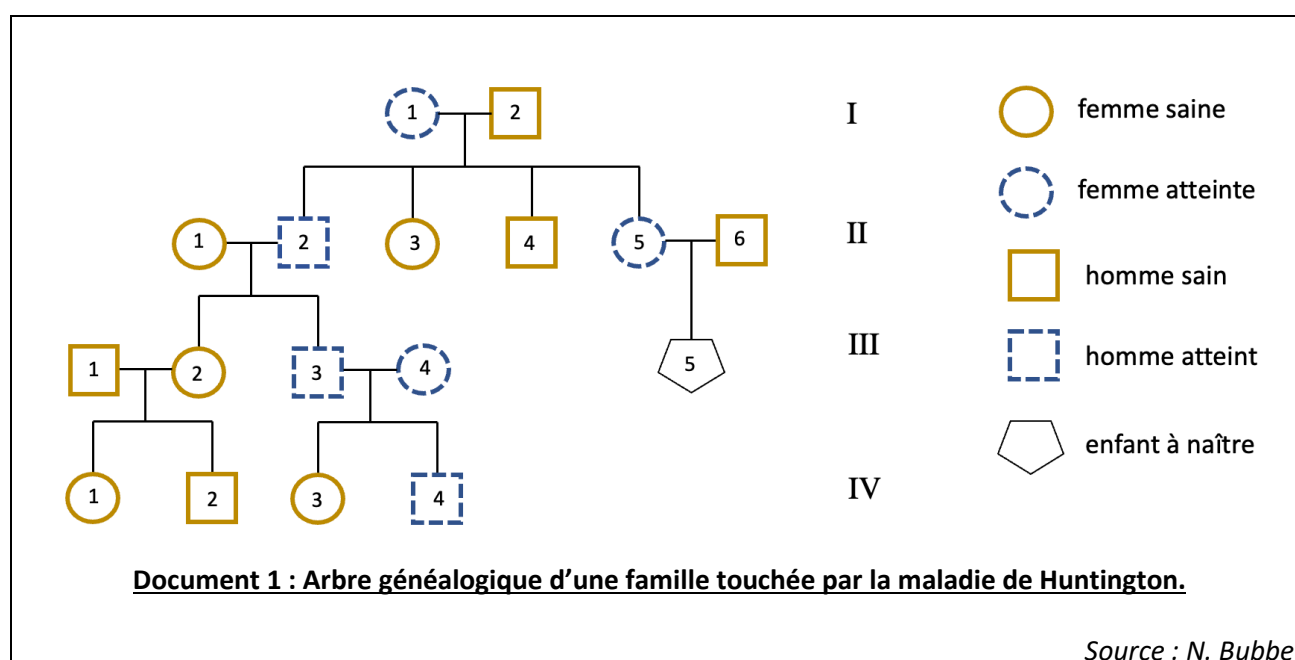 1 2 I
femme saine
femme atteinte
1 2 3 4 5 6 II
homme sain
1 2 3 4 5 III
homme atteint
enfant à naître
1 2 3 4 IV
Document 1 : Arbre généalogique d’une famille touchée par la maladie de Huntington.
Source : N. Bubbe